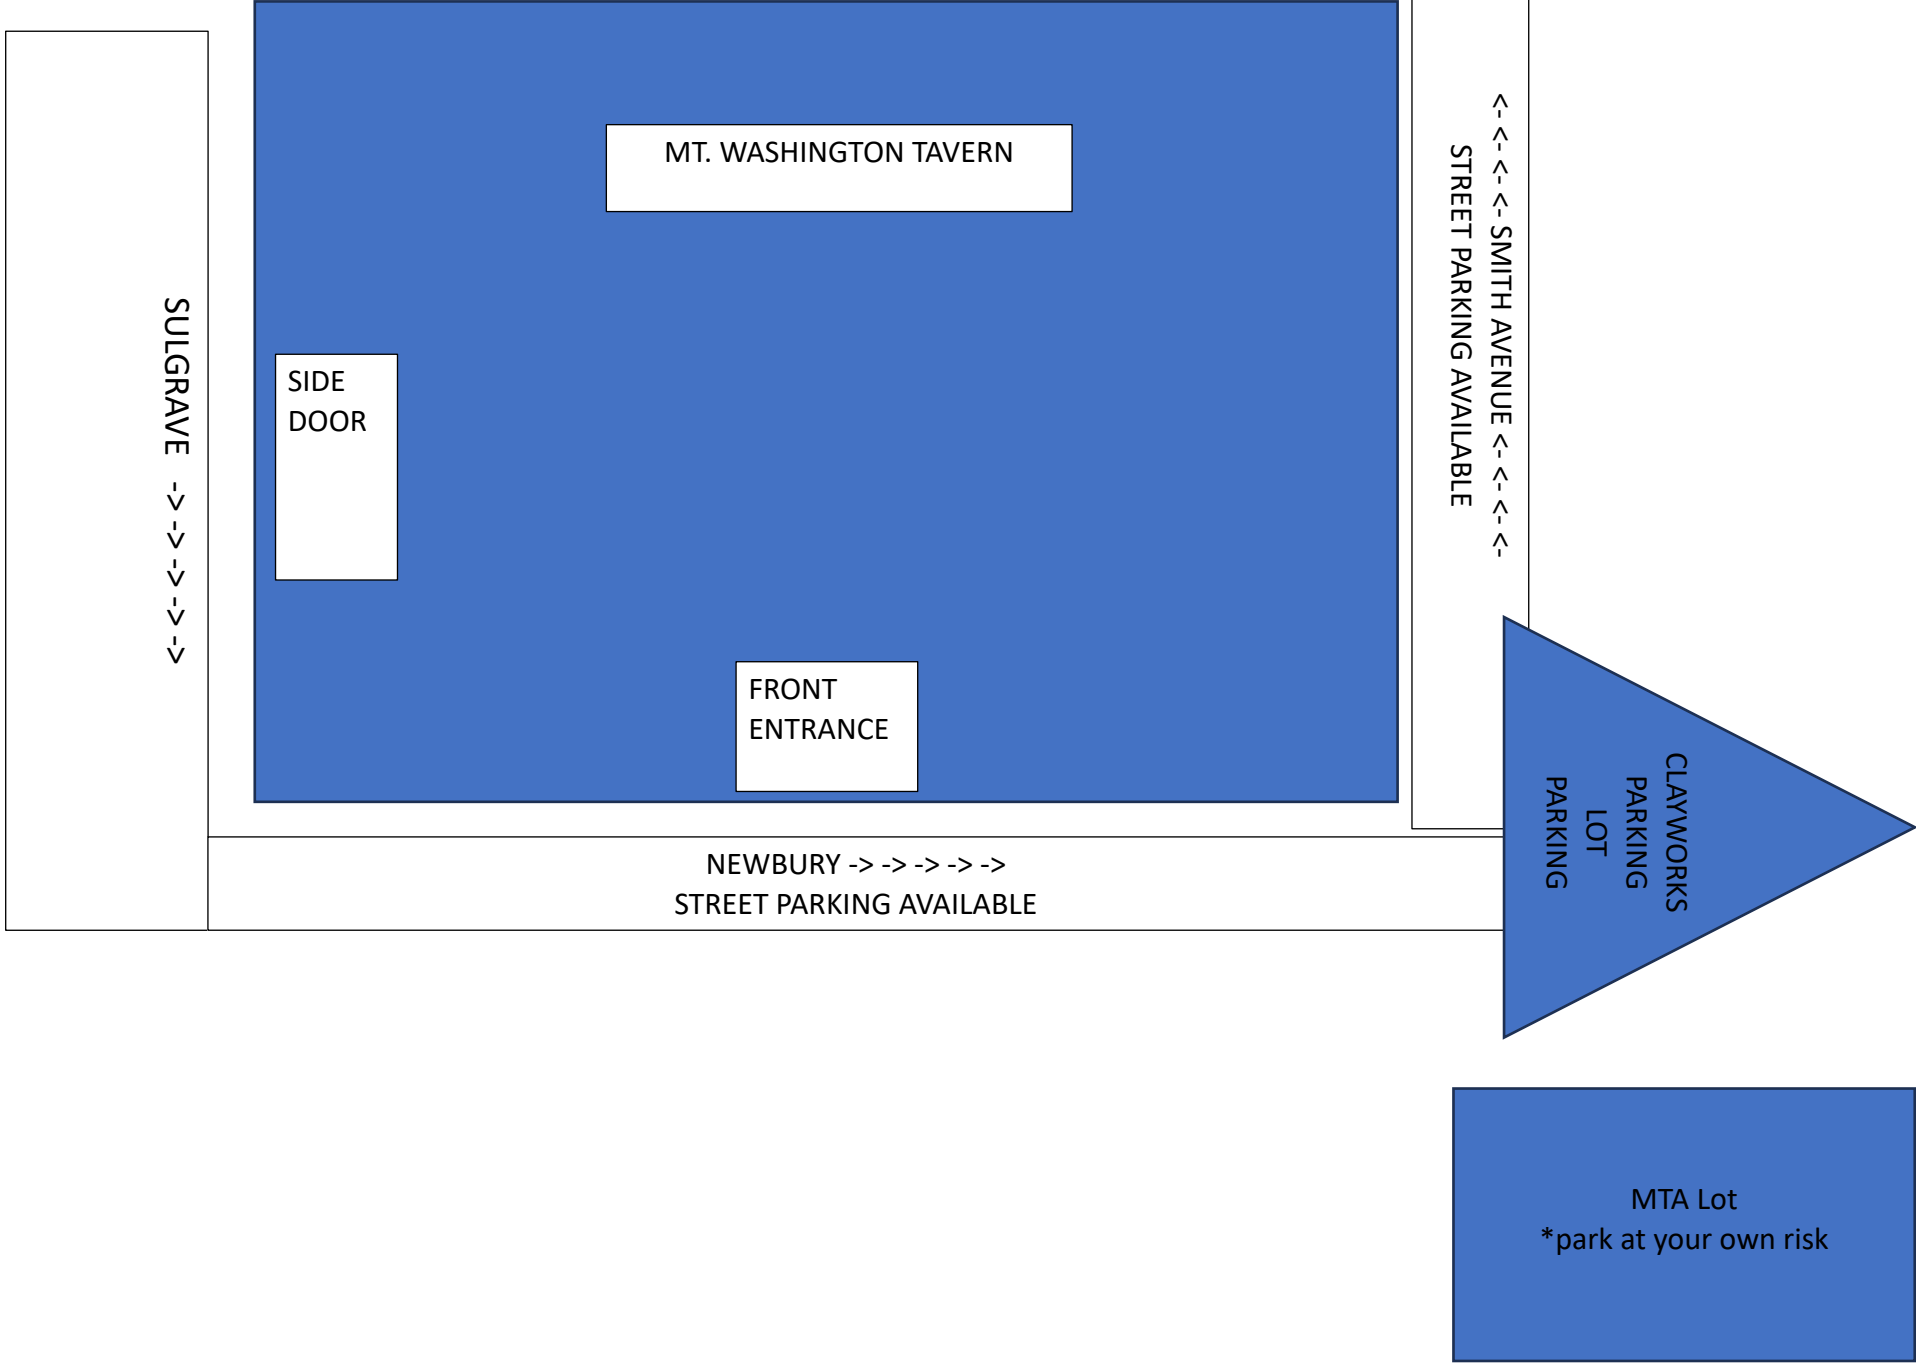 MT. WASHINGTON TAVERN
<- <- <- <- SMITH AVENUE <- <- <- <-
STREET PARKING AVAILABLE
SULGRAVE -> -> -> -> ->
SIDE
DOOR
FRONT
ENTRANCE
CLAYWORKS
PARKING
LOT
PARKING
NEWBURY -> -> -> -> ->
STREET PARKING AVAILABLE
MTA Lot
*park at your own risk